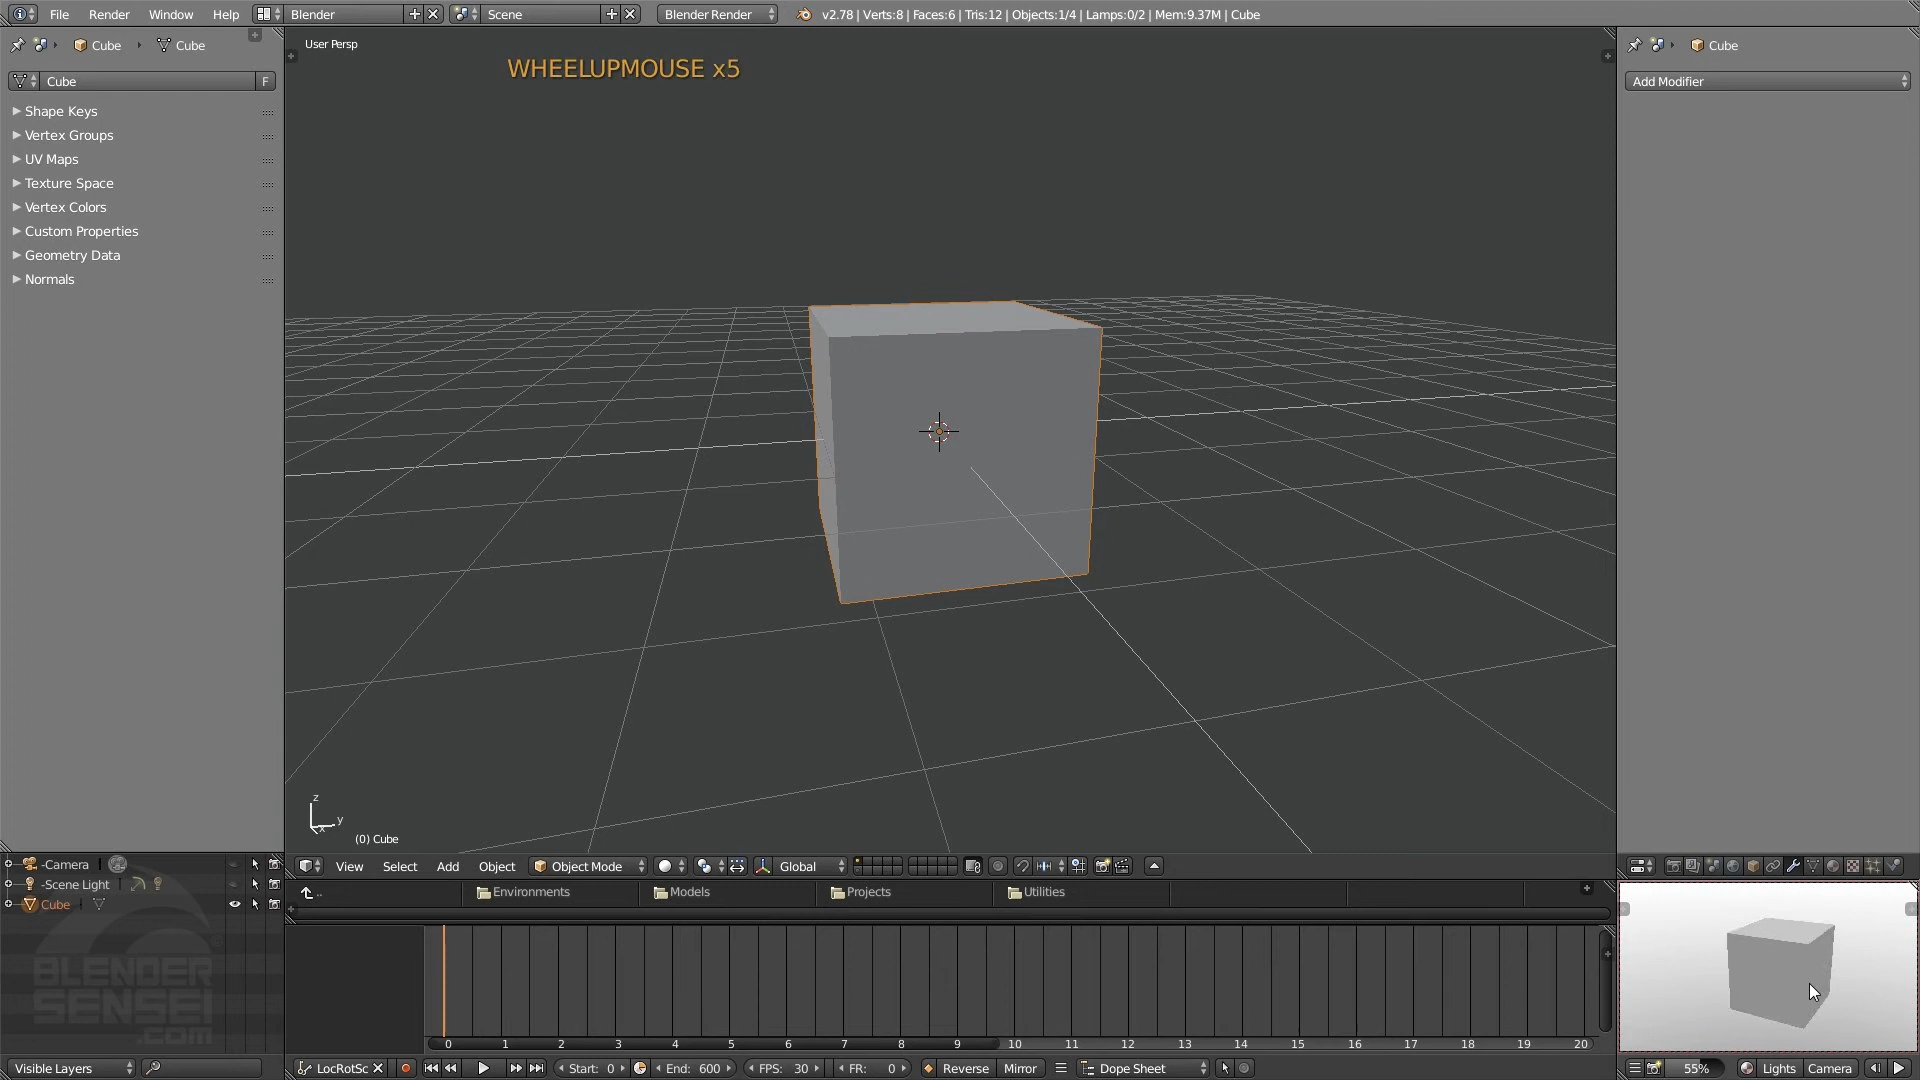 File Render Window Help Blender Scene Blender Render v2.78 | Verts:8 | Faces:6 | Tris:12 | Objects:1/4 | Lamps:0/2 | Mem:9.37M | Cube
Cube Cube
User Persp
Cube
WHEELUPMOUSE x5
Cube F
Add Modifier
Shape Keys
Vertex Groups
UV Maps
Texture Space
Vertex Colors
Custom Properties
Geometry Data
Normals
z
y
x
(0) Cube
-Camera
View Select Add Object Object Mode Global
-Scene Light
.. Environments Models Projects Utilities
Cube
BLENDER
SENSEI
.com
0 1 2 3 4 5 6 7 8 9 10 11 12 13 14 15 16 17 18 19 20
Visible Layers LocRotSc Start: 0 End: 600 FPS: 30 FR: 0 Reverse Mirror Dope Sheet 55% Lights Camera